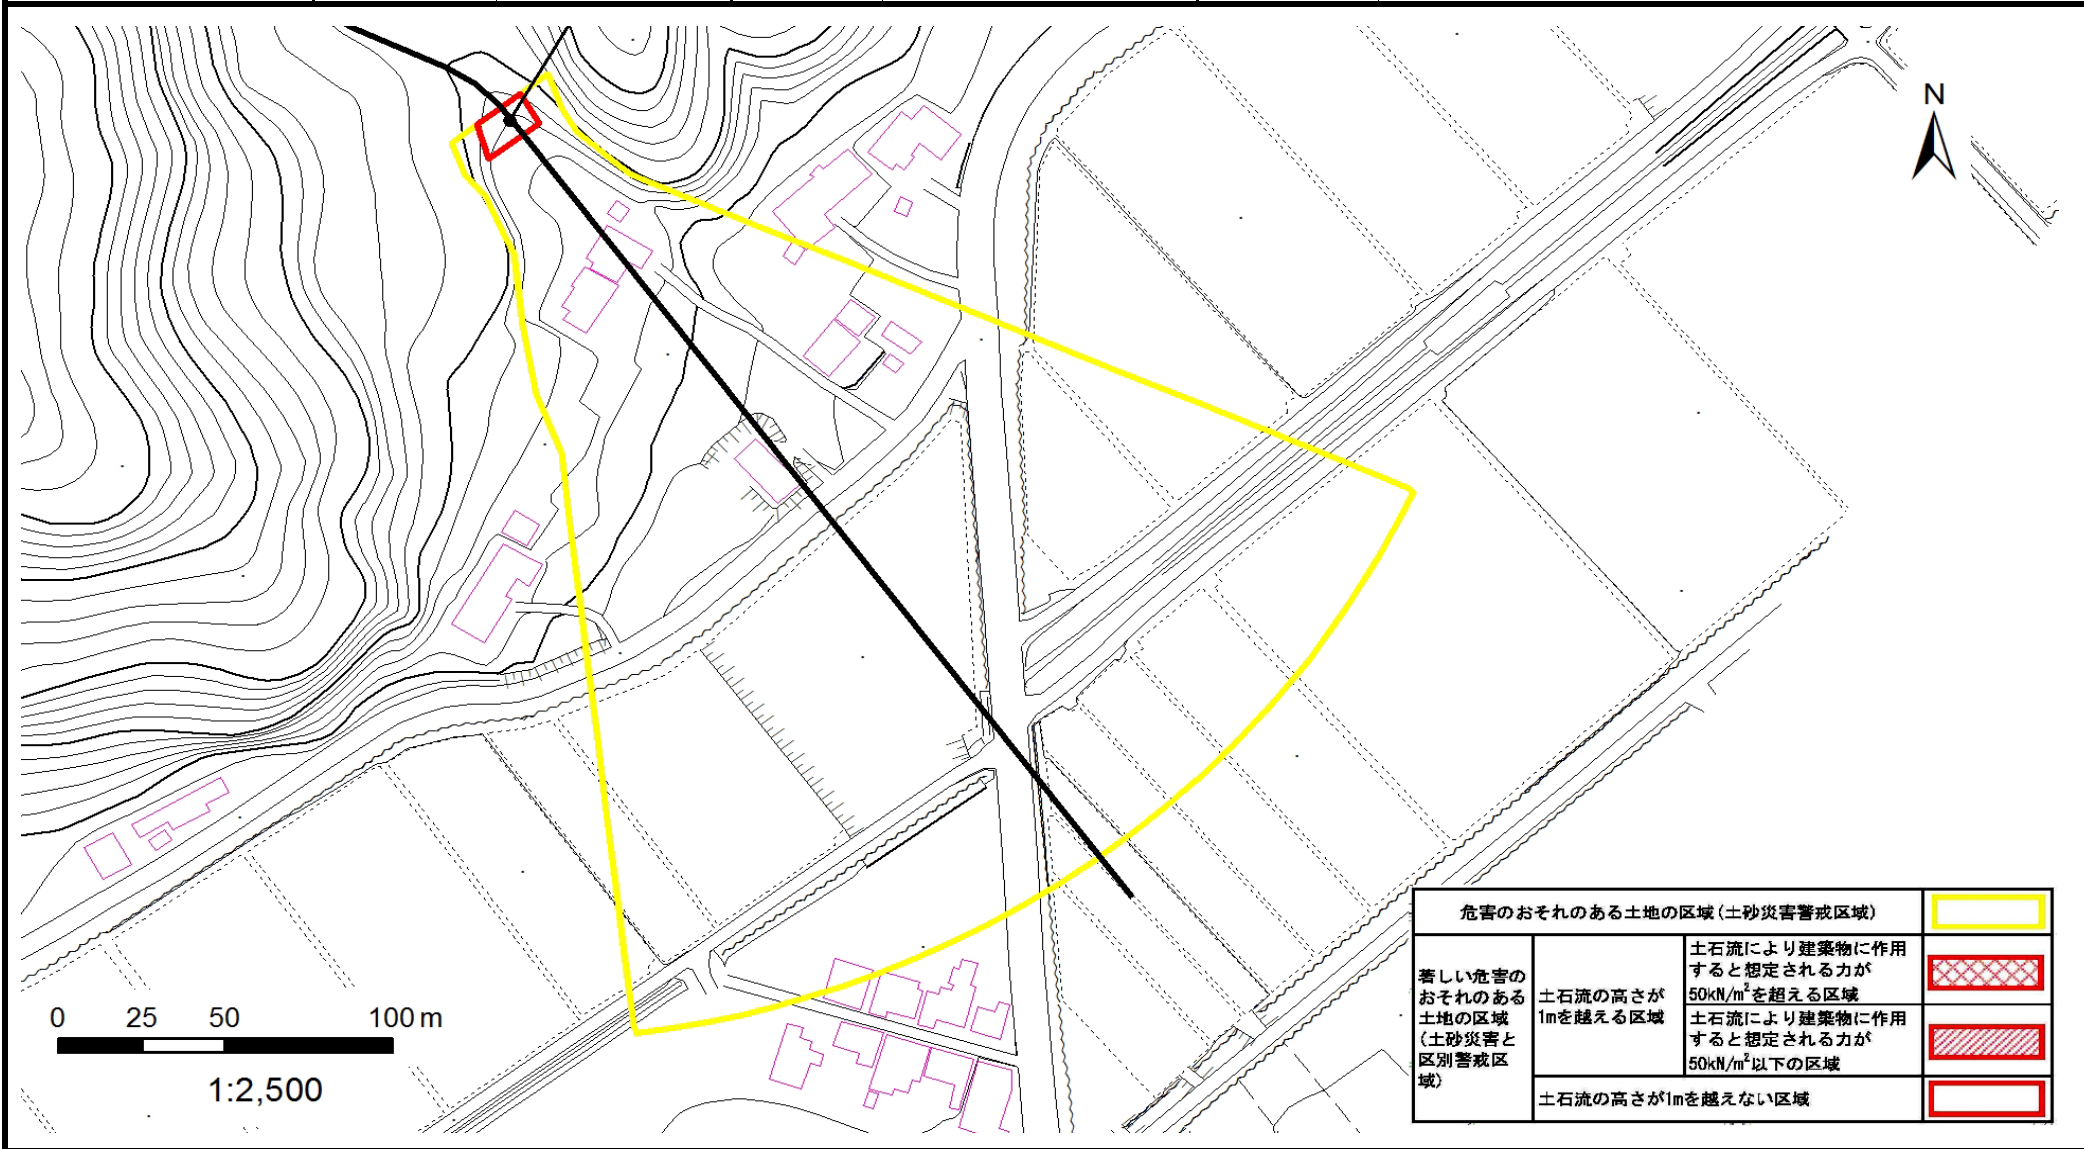 N
危害のおそれのある土地の区域(土砂災害警戒区域)
著しい危害の
おそれのある
土地の区域
(土砂災害と
区別警戒区
域)
土石流の高さが
1mを越える区域
土石流により建築物に作用
すると想定される力が
50kN/m²を超える区域
土石流により建築物に作用
すると想定される力が
50kN/m²以下の区域
土石流の高さが1mを越えない区域
0 25 50 100m
1:2,500